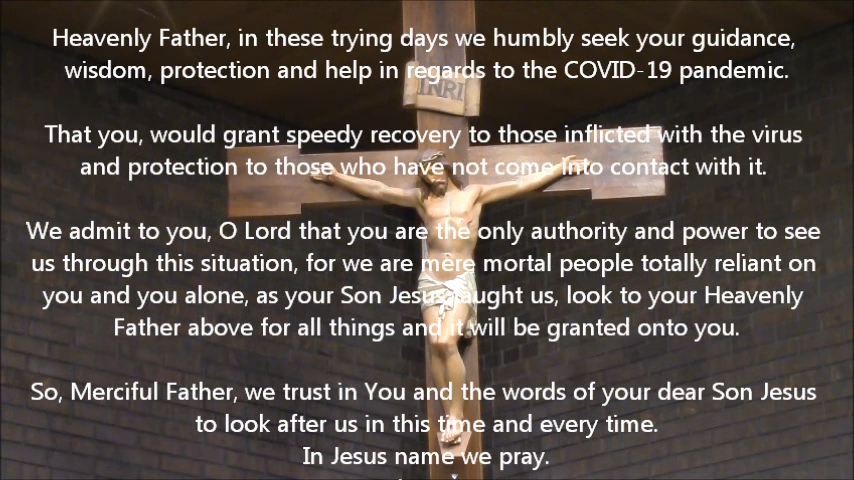 Heavenly Father, in these trying days we humbly seek your guidance,
wisdom, protection and help in regards to the COVID-19 pandemic.
INRI
That you, would grant speedy recovery to those inflicted with the virus
and protection to those who have not come into contact with it.
We admit to you, O Lord that you are the only authority and power to see
us through this situation, for we are mere mortal people totally reliant on
you and you alone, as your Son Jesus taught us, look to your Heavenly
Father above for all things and it will be granted onto you.
So, Merciful Father, we trust in You and the words of your dear Son Jesus
to look after us in this time and every time.
In Jesus name we pray.